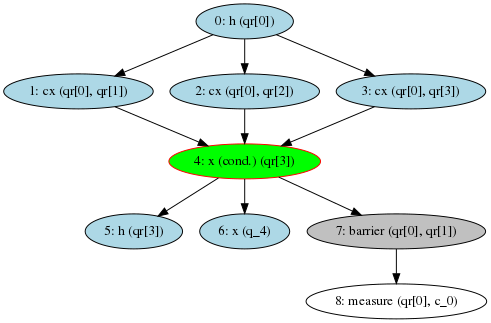 0: h (qr[0])
1: cx (qr[0], qr[1])
2: cx (qr[0], qr[2])
3: cx (qr[0], qr[3])
4: x (cond.) (qr[3])
5: h (qr[3])
6: x (q_4)
7: barrier (qr[0], qr[1])
8: measure (qr[0], c_0)